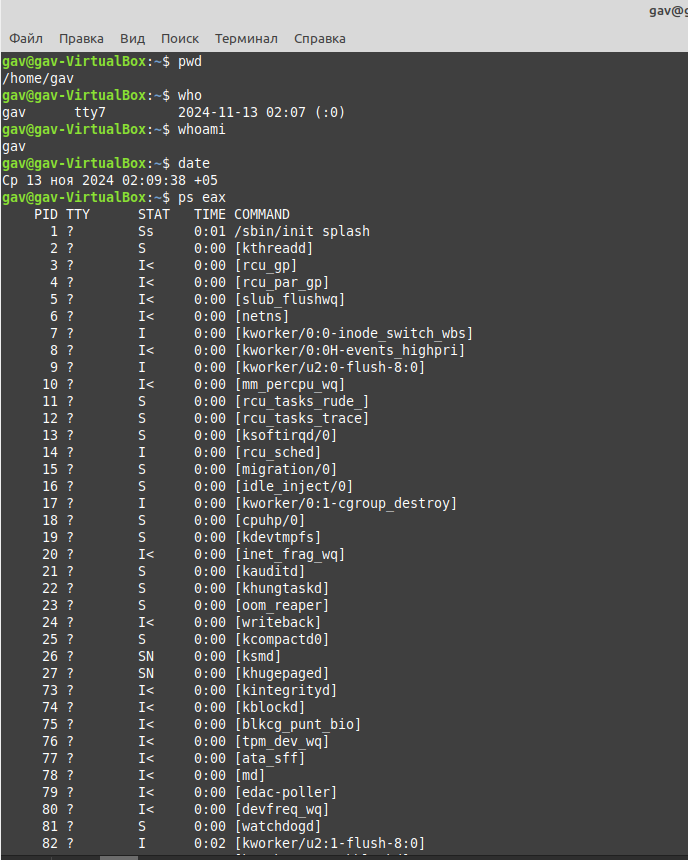 gav@g
Файл Правка Вид Поиск Терминал Справка
gav@gav-VirtualBox:~$ pwd
/home/gav
gav@gav-VirtualBox:~$ who
gav      tty7         2024-11-13 02:07 (:0)
gav@gav-VirtualBox:~$ whoami
gav
gav@gav-VirtualBox:~$ date
Ср 13 ноя 2024 02:09:38 +05
gav@gav-VirtualBox:~$ ps eax
    PID TTY      STAT   TIME COMMAND
      1 ?        Ss     0:01 /sbin/init splash
      2 ?        S      0:00 [kthreadd]
      3 ?        I<     0:00 [rcu_gp]
      4 ?        I<     0:00 [rcu_par_gp]
      5 ?        I<     0:00 [slub_flushwq]
      6 ?        I<     0:00 [netns]
      7 ?        I      0:00 [kworker/0:0-inode_switch_wbs]
      8 ?        I<     0:00 [kworker/0:0H-events_highpri]
      9 ?        I      0:00 [kworker/u2:0-flush-8:0]
     10 ?        I<     0:00 [mm_percpu_wq]
     11 ?        S      0:00 [rcu_tasks_rude_]
     12 ?        S      0:00 [rcu_tasks_trace]
     13 ?        S      0:00 [ksoftirqd/0]
     14 ?        I      0:00 [rcu_sched]
     15 ?        S      0:00 [migration/0]
     16 ?        S      0:00 [idle_inject/0]
     17 ?        I      0:00 [kworker/0:1-cgroup_destroy]
     18 ?        S      0:00 [cpuhp/0]
     19 ?        S      0:00 [kdevtmpfs]
     20 ?        I<     0:00 [inet_frag_wq]
     21 ?        S      0:00 [kauditd]
     22 ?        S      0:00 [khungtaskd]
     23 ?        S      0:00 [oom_reaper]
     24 ?        I<     0:00 [writeback]
     25 ?        S      0:00 [kcompactd0]
     26 ?        SN     0:00 [ksmd]
     27 ?        SN     0:00 [khugepaged]
     73 ?        I<     0:00 [kintegrityd]
     74 ?        I<     0:00 [kblockd]
     75 ?        I<     0:00 [blkcg_punt_bio]
     76 ?        I<     0:00 [tpm_dev_wq]
     77 ?        I<     0:00 [ata_sff]
     78 ?        I<     0:00 [md]
     79 ?        I<     0:00 [edac-poller]
     80 ?        I<     0:00 [devfreq_wq]
     81 ?        S      0:00 [watchdogd]
     82 ?        I      0:02 [kworker/u2:1-flush-8:0]